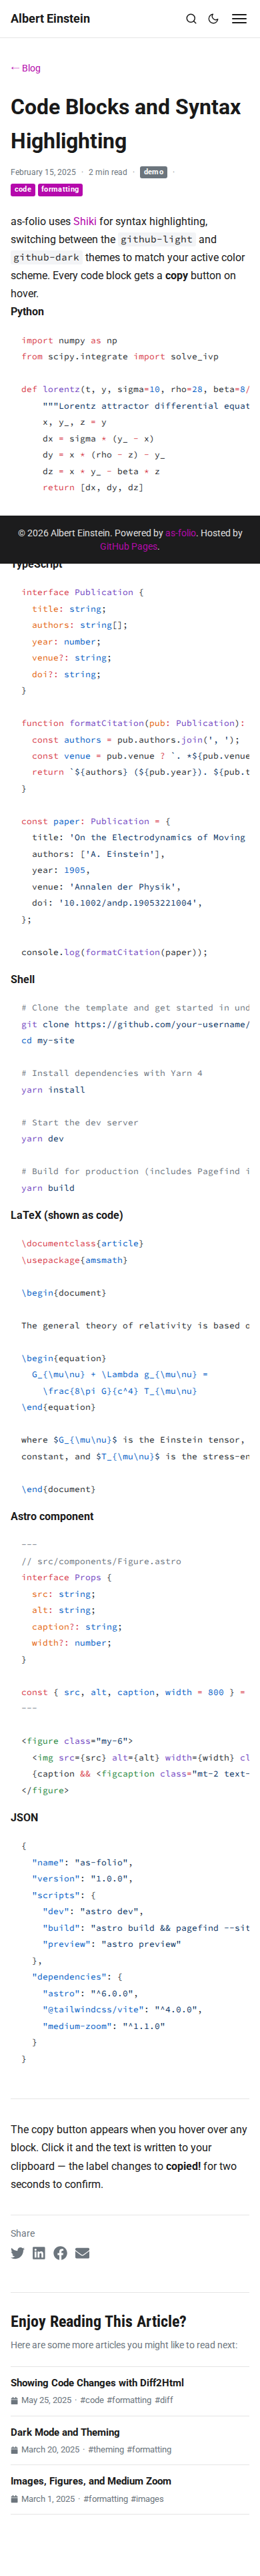 Albert Einstein
← Blog
Code Blocks and Syntax
Highlighting
February 15, 2025 · 2 min read · demo ·
code formatting
as-folio uses Shiki for syntax highlighting,
switching between the github-light and
github-dark themes to match your active color
scheme. Every code block gets a copy button on
hover.
Python
import numpy as np
from scipy.integrate import solve_ivp
def lorentz(t, y, sigma=10, rho=28, beta=8/
"""Lorentz attractor differential equat
x, y_, z = y
dx = sigma * (y_ - x)
dy = x * (rho - z) - y_
dz = x * y_ - beta * z
return [dx, dy, dz]
© 2026 Albert Einstein. Powered by as-folio. Hosted by
GitHub Pages.
TypeScript
interface Publication {
title: string;
authors: string[];
year: number;
venue?: string;
doi?: string;
}
function formatCitation(pub: Publication):
const authors = pub.authors.join(', ');
const venue = pub.venue ? `. *${pub.venue
return `${authors} (${pub.year}). ${pub.t
}
const paper: Publication = {
title: 'On the Electrodynamics of Moving
authors: ['A. Einstein'],
year: 1905,
venue: 'Annalen der Physik',
doi: '10.1002/andp.19053221004',
};
console.log(formatCitation(paper));
Shell
# Clone the template and get started in und
git clone https://github.com/your-username/
cd my-site
# Install dependencies with Yarn 4
yarn install
# Start the dev server
yarn dev
# Build for production (includes Pagefind i
yarn build
LaTeX (shown as code)
\documentclass{article}
\usepackage{amsmath}
\begin{document}
The general theory of relativity is based o
\begin{equation}
G_{\mu\nu} + \Lambda g_{\mu\nu} =
\frac{8\pi G}{c^4} T_{\mu\nu}
\end{equation}
where $G_{\mu\nu}$ is the Einstein tensor,
constant, and $T_{\mu\nu}$ is the stress-en
\end{document}
Astro component
---
// src/components/Figure.astro
interface Props {
src: string;
alt: string;
caption?: string;
width?: number;
}
const { src, alt, caption, width = 800 } =
---
<figure class="my-6">
<img src={src} alt={alt} width={width} cl
{caption && <figcaption class="mt-2 text-
</figure>
JSON
{
"name": "as-folio",
"version": "1.0.0",
"scripts": {
"dev": "astro dev",
"build": "astro build && pagefind --sit
"preview": "astro preview"
},
"dependencies": {
"astro": "^6.0.0",
"@tailwindcss/vite": "^4.0.0",
"medium-zoom": "^1.1.0"
}
}
The copy button appears when you hover over any
block. Click it and the text is written to your
clipboard — the label changes to copied! for two
seconds to confirm.
Share
Enjoy Reading This Article?
Here are some more articles you might like to read next:
Showing Code Changes with Diff2Html
May 25, 2025 · #code #formatting #diff
Dark Mode and Theming
March 20, 2025 · #theming #formatting
Images, Figures, and Medium Zoom
March 1, 2025 · #formatting #images